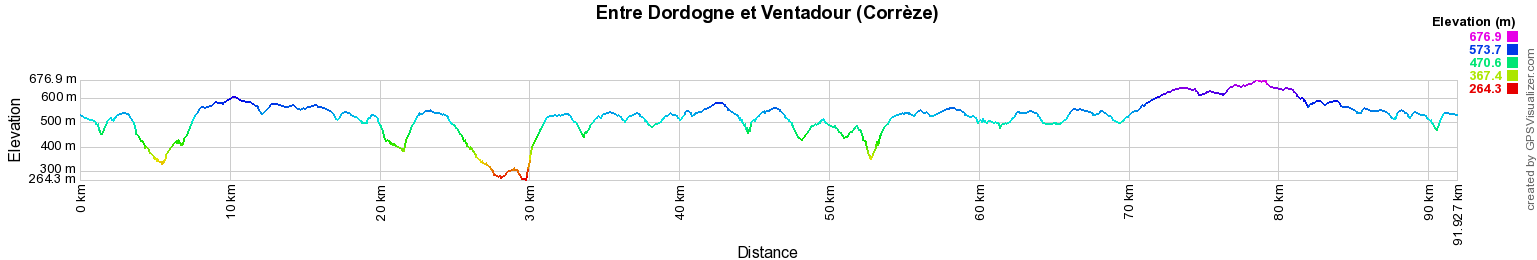 Entre Dordogne et Ventadour (Corrèze)
Elevation (m)
676.9
573.7
470.6
367.4
264.3
676.9 m
600 m
500 m
400 m
300 m
264.3 m
Elevation
0 km
10 km
20 km
30 km
40 km
50 km
60 km
70 km
80 km
90 km
91.927 km
Distance
created by GPSVisualizer.com